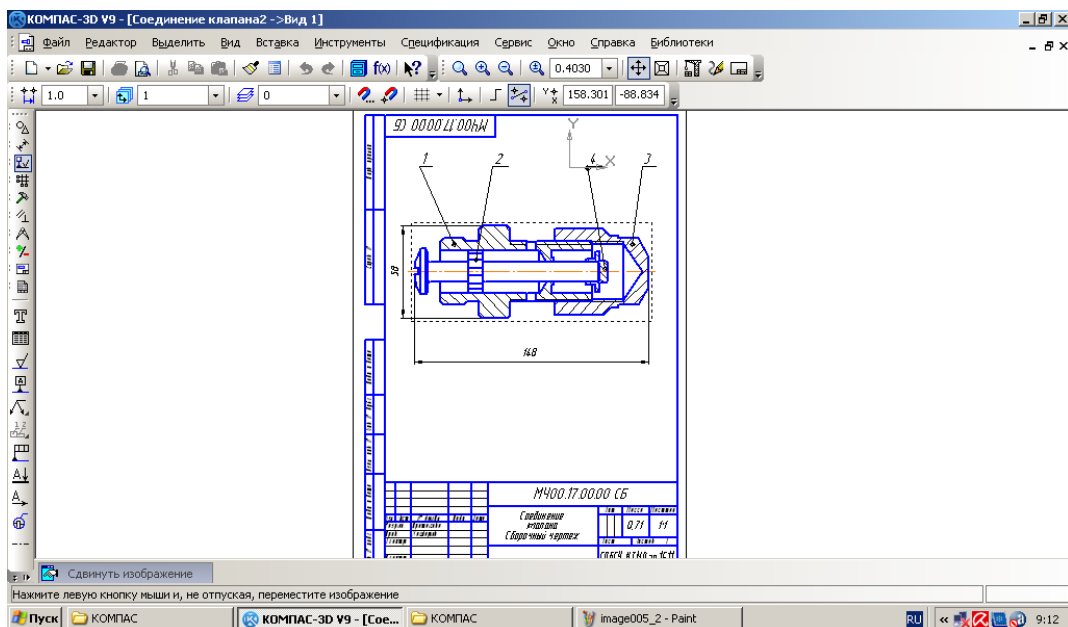 КОМПАС-3D V9 - [Соединение клапана2 ->Вид 1]
Файл Редактор Выделить Вид Вставка Инструменты Спецификация Сервис Окно Справка Библиотеки
f(x) 0.4030
1.0 1 0 158.301 -88.834
МЧ00.17.00.00 СБ
Y
X
1 2 4 3
58
148
МЧ00.17.00.00 СБ
Соединение
клапана
Сборочный чертеж
0,71 1:1
Сдвинуть изображение
Нажмите левую кнопку мыши и, не отпуская, переместите изображение
Пуск КОМПАС КОМПАС-3D V9 - [Сое... КОМПАС image005_2 - Paint RU « 9:12